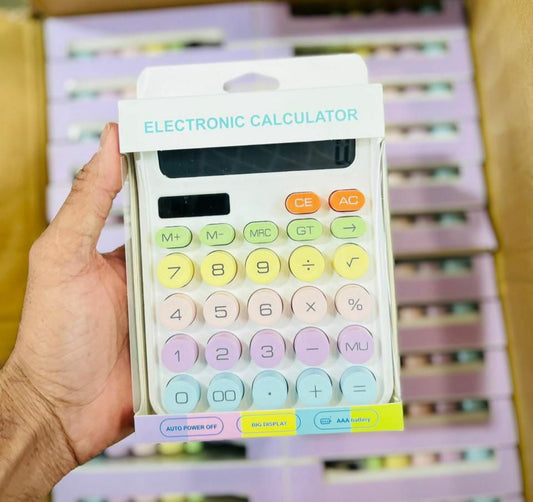 ELECTRONIC CALCULATOR
0
CE AC
M+ M- MRC GT →
7 8 9 ÷ √
4 5 6 × %
1 2 3 − MU
0 00 · + =
AUTO POWER OFF BIG DISPLAY AAA battery